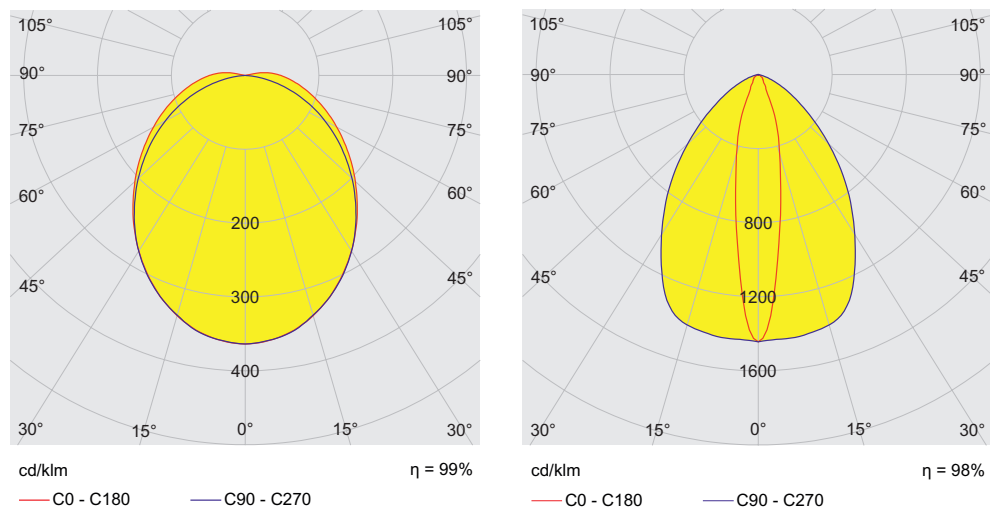 105° 105°
90° 90°
75° 75°
60° 60°
200
45° 45°
300
400
30° 15° 0° 15° 30°
cd/klm η = 99%
C0 - C180 C90 - C270
105° 105°
90° 90°
75° 75°
60° 60°
800
45° 45°
1200
1600
30° 15° 0° 15° 30°
cd/klm η = 98%
C0 - C180 C90 - C270